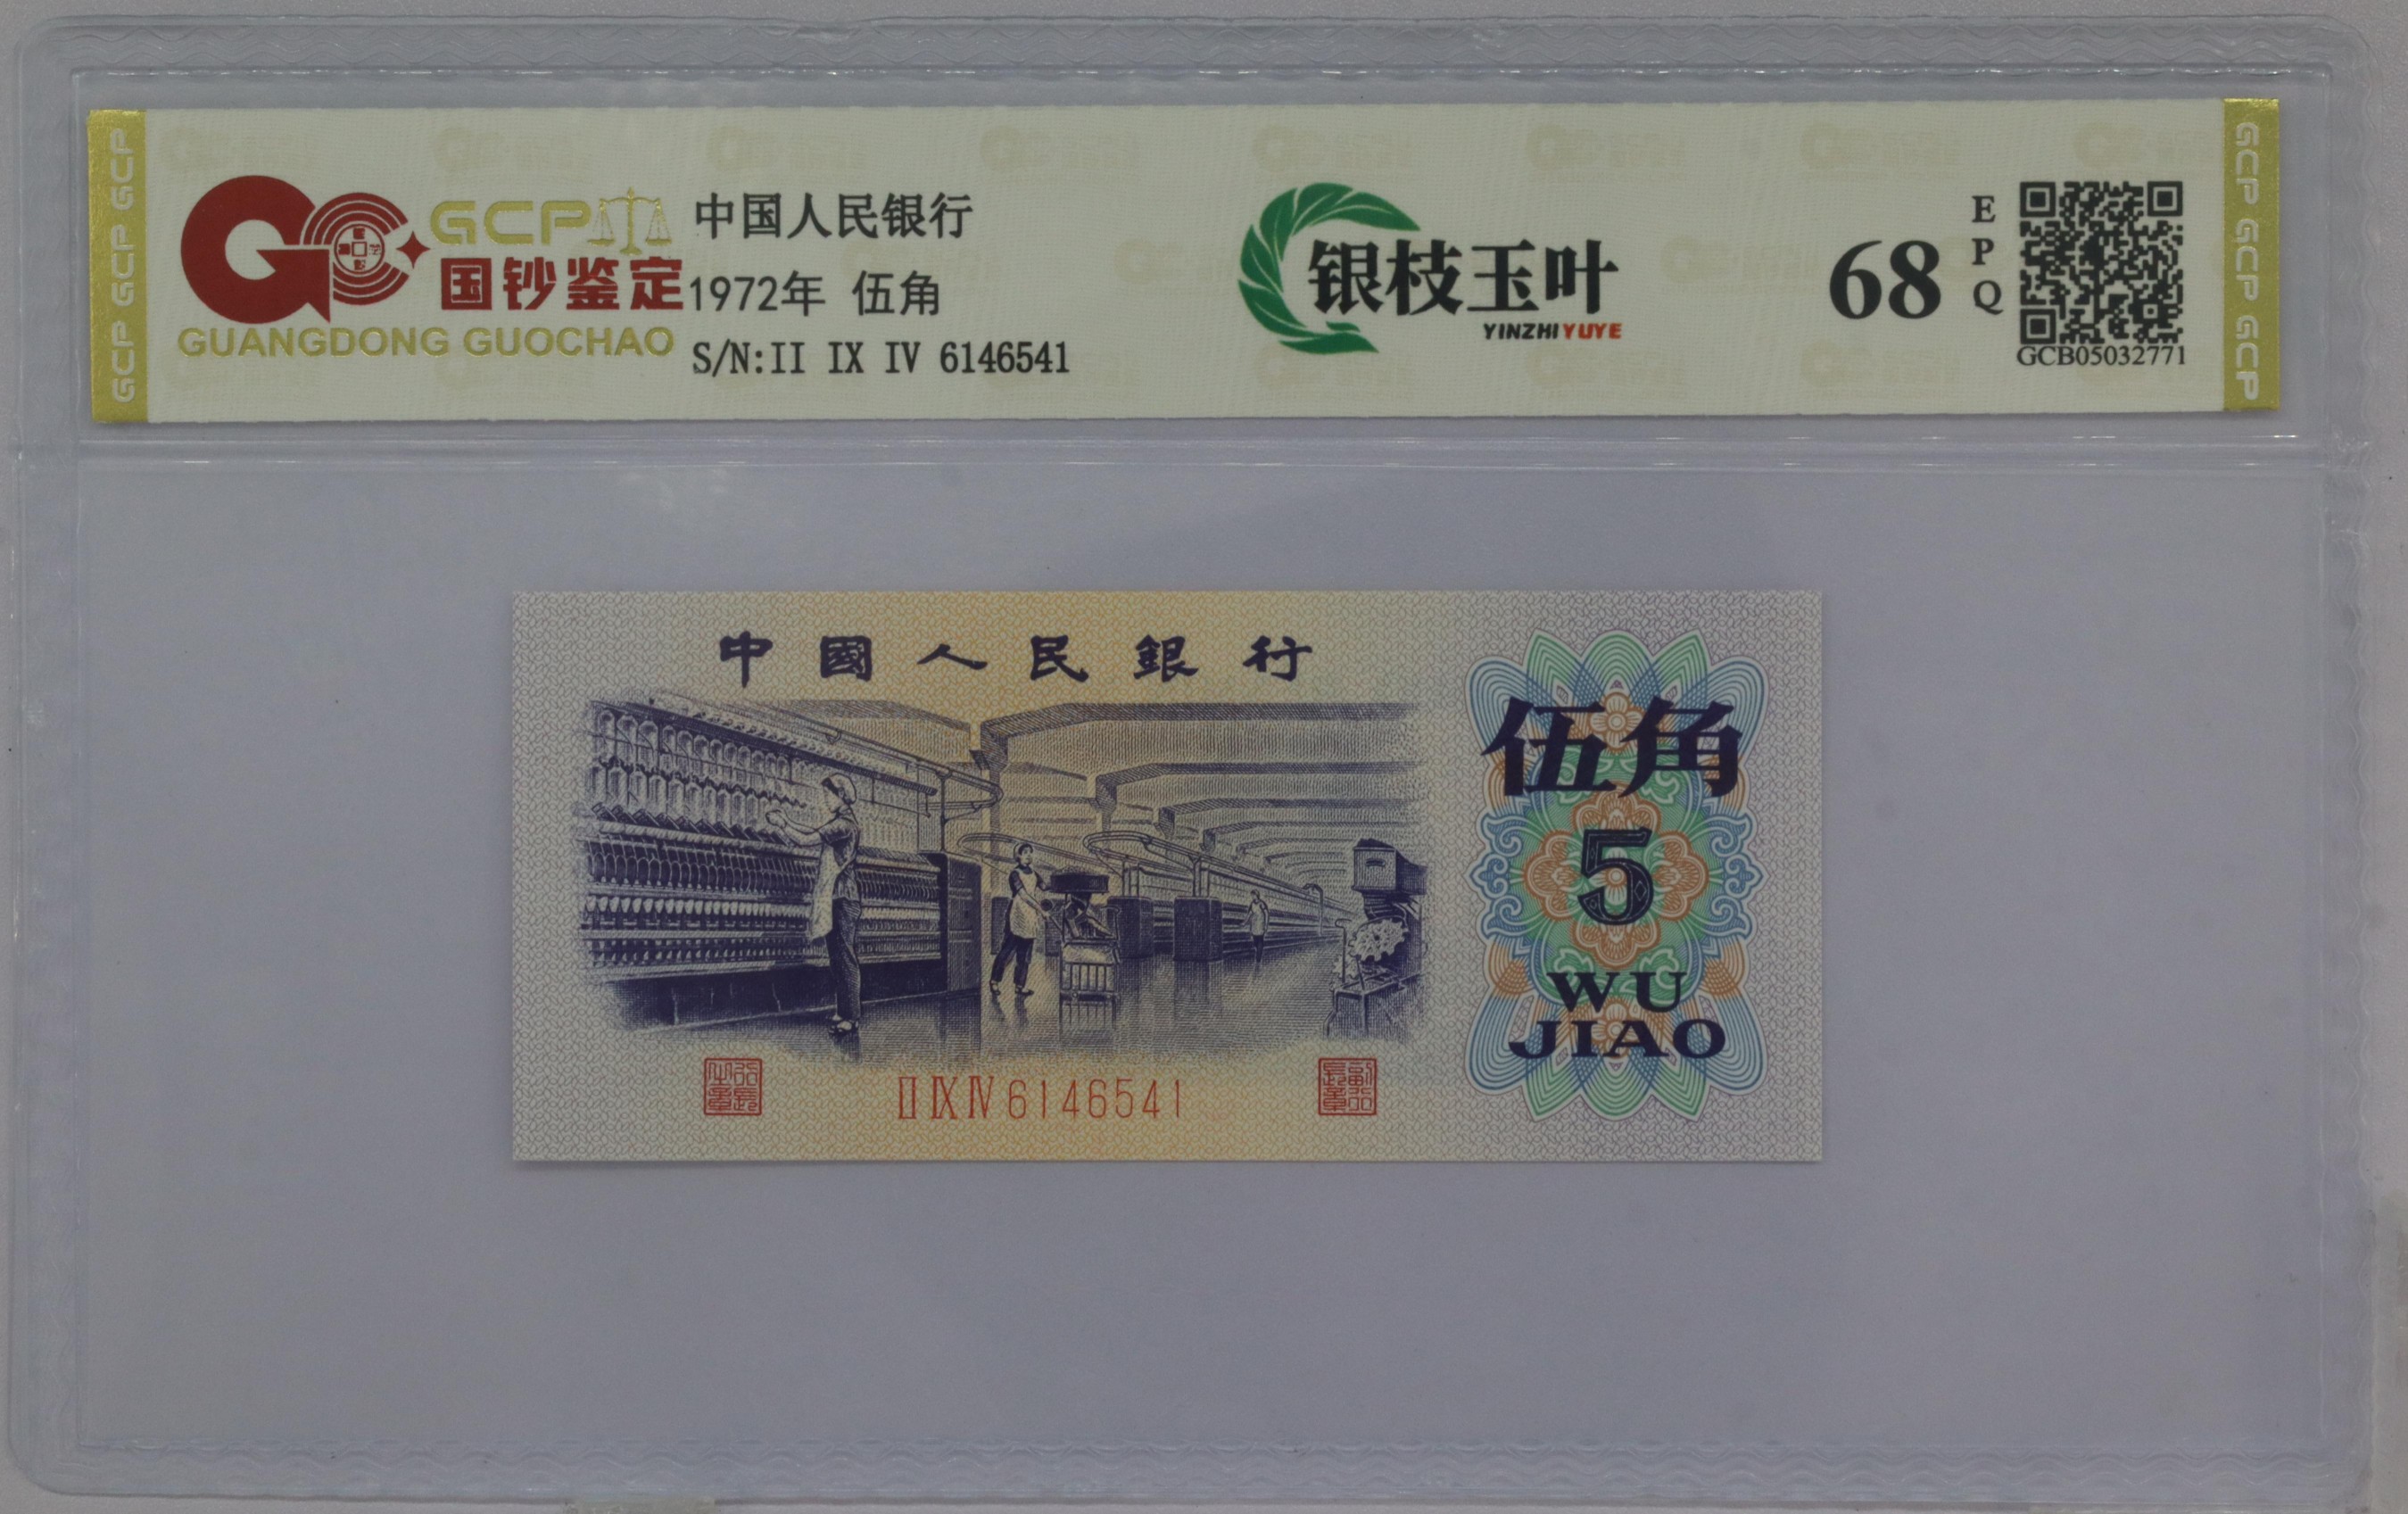 GCP GCP GCP
GCP
国钞鉴定
GUANGDONG GUOCHAO
中国人民银行
1972年 伍角
S/N:II IX IV 6146541
银枝玉叶
YINZHIYUYE
68
EPQ
GCB05032771
GCP GCP GCP
中國人民銀行
伍角
5
WU
JIAO
II IX IV 6146541